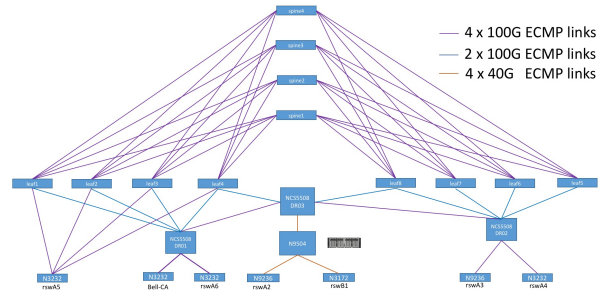 spine4
4 x 100G ECMP links
spine3
2 x 100G ECMP links
4 x 40G ECMP links
spine2
spine1
leaf1
leaf2
leaf3
leaf4
leaf8
leaf7
leaf6
leaf5
NCS5508
DR03
NCS5508
DR01
N9504
NCS5508
DR02
N3232
rswA5
N3232
Bell-CA
N3232
rswA6
N9236
rswA2
N3172
rswB1
N9236
rswA3
N3232
rswA4